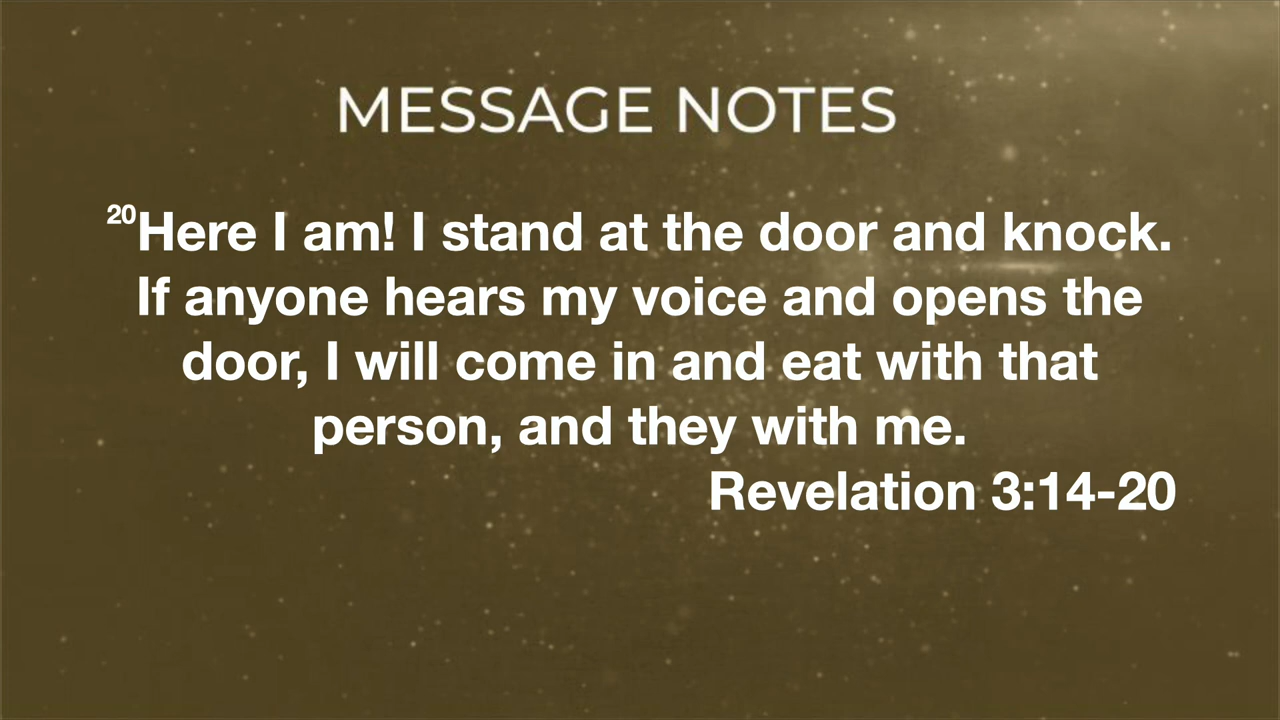 MESSAGE NOTES
20Here I am! I stand at the door and knock.
If anyone hears my voice and opens the
door, I will come in and eat with that
person, and they with me.
Revelation 3:14-20